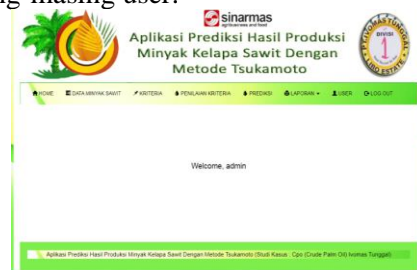 ng masing user.
sinarmas
agribusiness and food
Aplikasi Prediksi Hasil Produksi
Minyak Kelapa Sawit Dengan
Metode Tsukamoto
DIVISI
1
HOME DATA MINYAK SAWIT KRITERIA PENILAIAN KRITERIA PREDIKSI LAPORAN USER LOG OUT
Welcome, admin
Aplikasi Prediksi Hasil Produksi Minyak Kelapa Sawit Dengan Metode Tsukamoto (Studi Kasus : Cpo (Crude Palm Oil) Ivomas Tunggal)